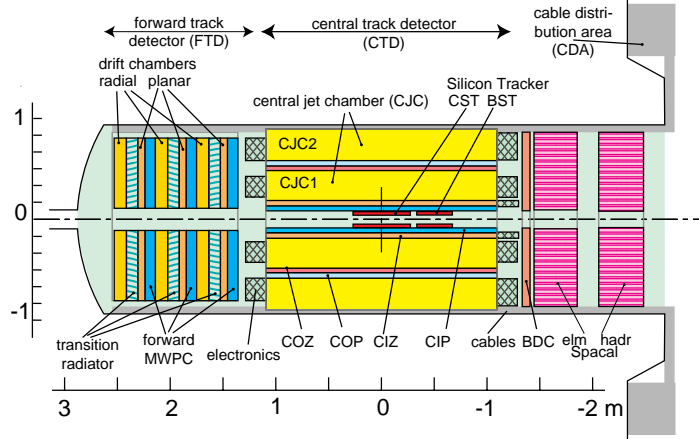 forward track
detector (FTD)
central track detector
(CTD)
cable distri-
bution area
(CDA)
drift chambers
radial planar
Silicon Tracker
CST BST
central jet chamber (CJC)
1
CJC2
CJC1
0
-1
transition
radiator
forward
MWPC
electronics
COZ
COP
CIZ
CIP
cables
BDC
elm hadr
Spacal
3 2 1 0 -1 -2 m